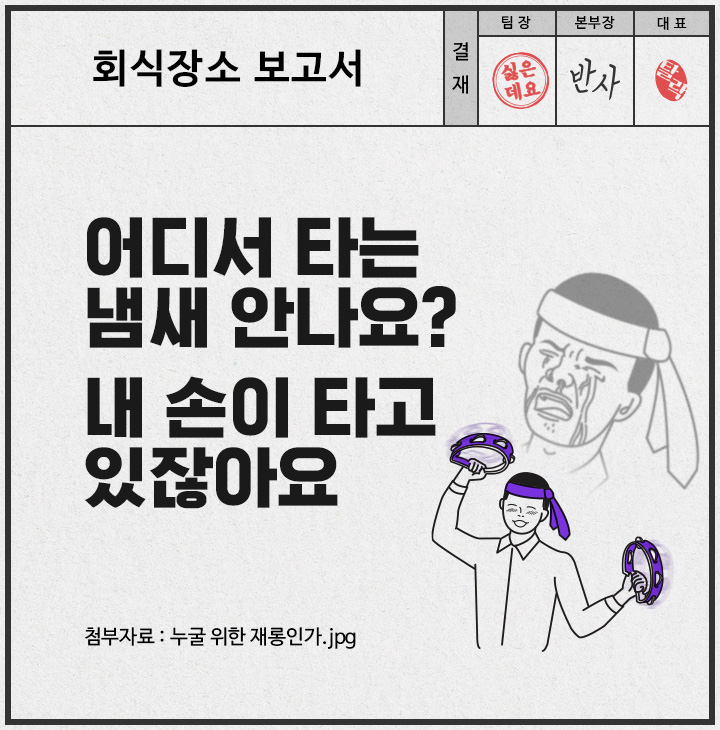 회식장소 보고서
결재
팀 장
본부장
대 표
싫은
데요
반사
몰락
어디서 타는
냄새 안나요?
내 손이 타고
있잖아요
첨부자료 : 누굴 위한 재롱인가.jpg